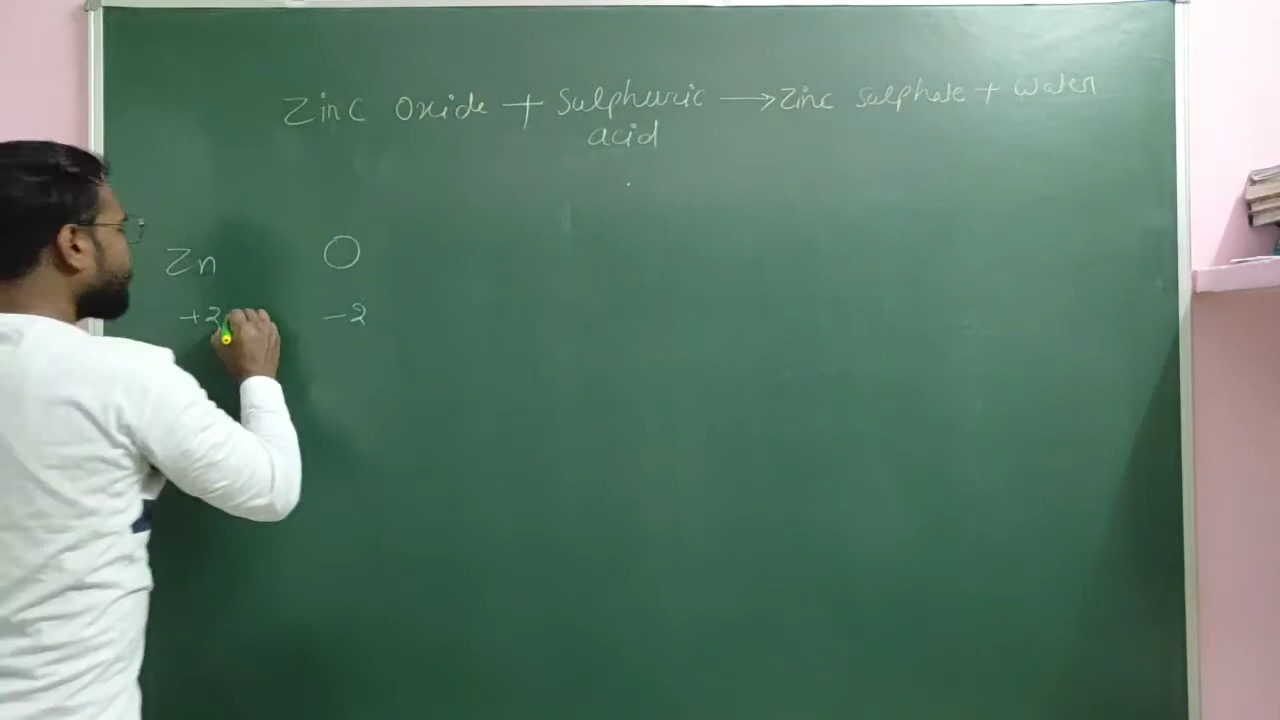 Zinc Oxide + Sulphuric → Zinc Sulphate + Water
acid
Zn O
+2 -2